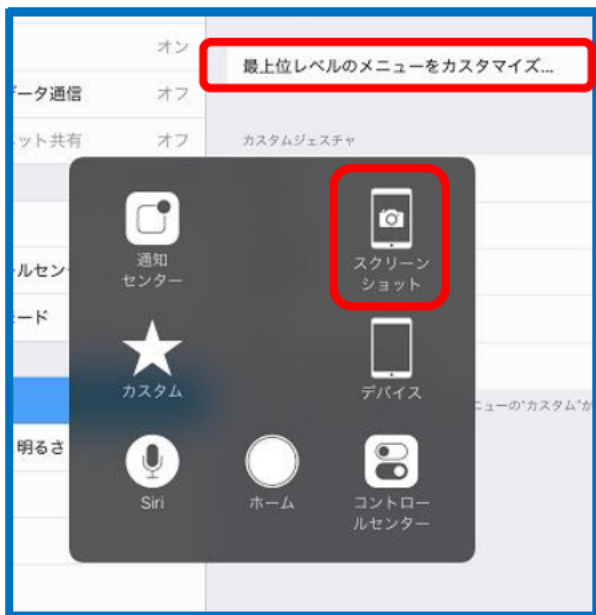 オン
最上位レベルのメニューをカスタマイズ...
ータ通信 オフ
ット共有 オフ
カスタムジェスチャ
通知
センター
スクリーン
ショット
ルセン
ード
カスタム
デバイス
ニューの"カスタム"が
明るさ
Siri
ホーム
コントロー
ルセンター